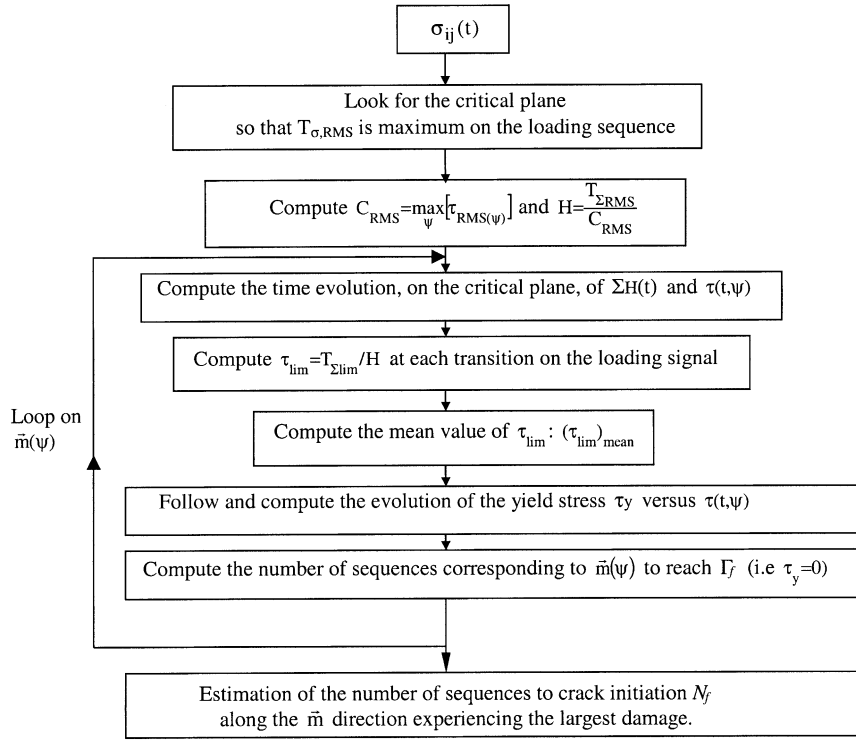 σij(t)
Look for the critical plane
so that Tσ,RMS is maximum on the loading sequence
Compute CRMS=maxψ[τRMS(ψ)] and H=TΣRMS/CRMS
Compute the time evolution, on the critical plane, of ΣH(t) and τ(t,ψ)
Compute τlim=TΣlim/H at each transition on the loading signal
Loop on
m⃗(ψ)
Compute the mean value of τlim: (τlim)mean
Follow and compute the evolution of the yield stress τy versus τ(t,ψ)
Compute the number of sequences corresponding to m⃗(ψ) to reach Γf (i.e τy=0)
Estimation of the number of sequences to crack initiation Nf
along the m⃗ direction experiencing the largest damage.